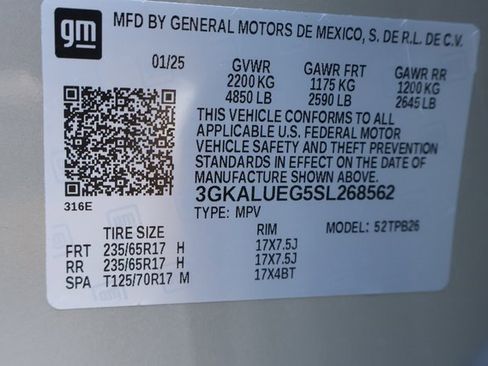 gm
MFD BY GENERAL MOTORS DE MEXICO, S. DE R.L. DE C.V.
01/25 GVWR GAWR FRT GAWR RR
2200 KG 1175 KG 1200 KG
4850 LB 2590 LB 2645 LB
THIS VEHICLE CONFORMS TO ALL
APPLICABLE U.S. FEDERAL MOTOR
VEHICLE SAFETY AND THEFT PREVENTION
STANDARDS IN EFFECT ON THE DATE OF
MANUFACTURE SHOWN ABOVE.
3GKALUEG5SL268562
316E
TYPE: MPV MODEL: 52TPB26
TIRE SIZE RIM
FRT 235/65R17 H 17X7.5J
RR 235/65R17 H 17X7.5J
SPA T125/70R17 M 17X4BT